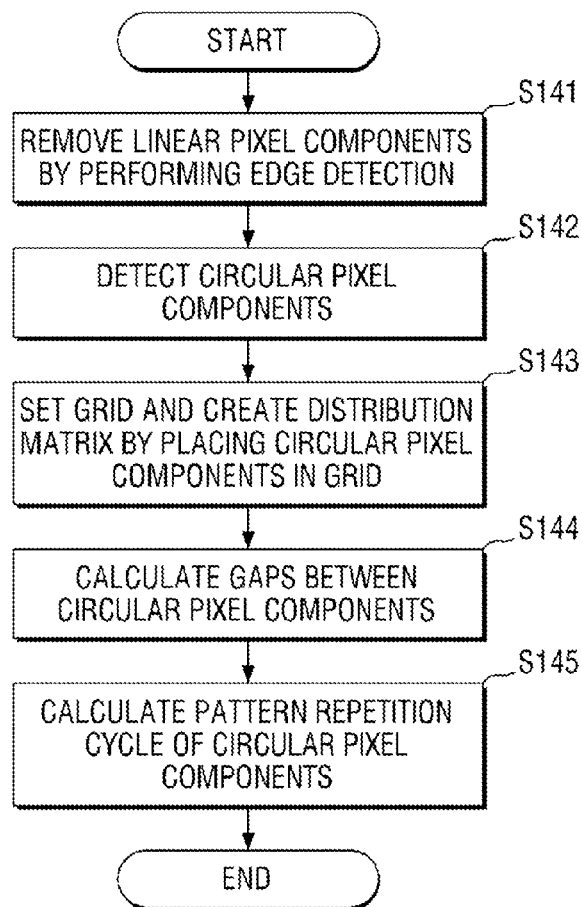 START
S141
REMOVE LINEAR PIXEL COMPONENTS
BY PERFORMING EDGE DETECTION
S142
DETECT CIRCULAR PIXEL
COMPONENTS
S143
SET GRID AND CREATE DISTRIBUTION
MATRIX BY PLACING CIRCULAR PIXEL
COMPONENTS IN GRID
S144
CALCULATE GAPS BETWEEN
CIRCULAR PIXEL COMPONENTS
S145
CALCULATE PATTERN REPETITION
CYCLE OF CIRCULAR PIXEL
COMPONENTS
END